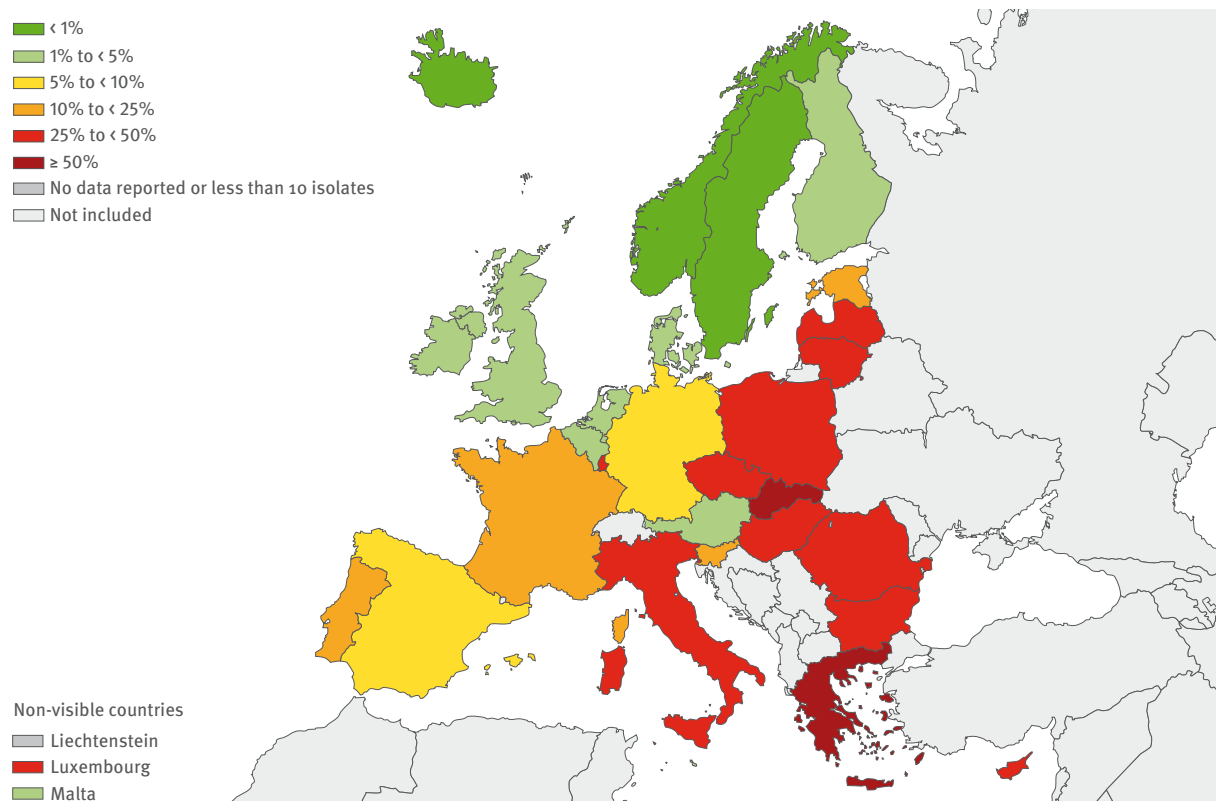 < 1%
1% to < 5%
5% to < 10%
10% to < 25%
25% to < 50%
≥ 50%
No data reported or less than 10 isolates
Not included
Non-visible countries
Liechtenstein
Luxembourg
Malta